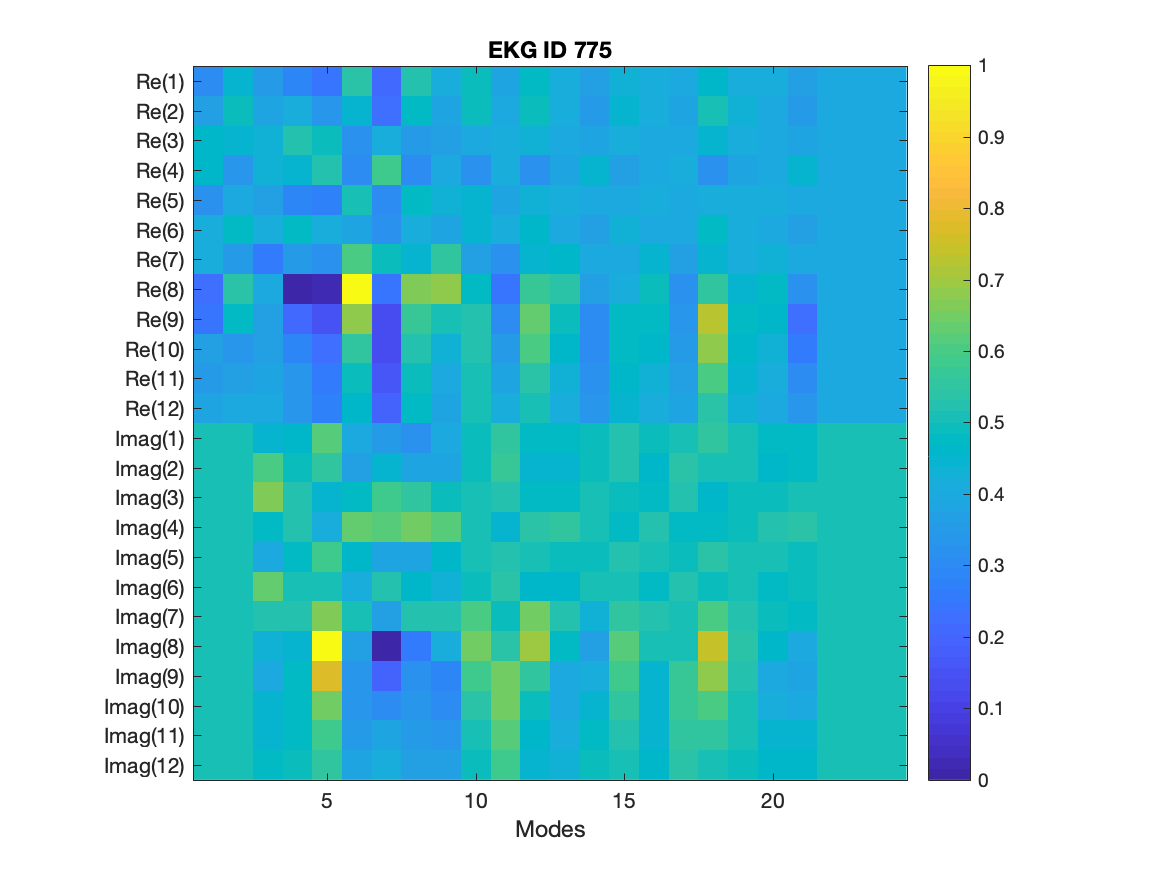 EKG ID 775
Re(1)
Re(2)
Re(3)
Re(4)
Re(5)
Re(6)
Re(7)
Re(8)
Re(9)
Re(10)
Re(11)
Re(12)
Imag(1)
Imag(2)
Imag(3)
Imag(4)
Imag(5)
Imag(6)
Imag(7)
Imag(8)
Imag(9)
Imag(10)
Imag(11)
Imag(12)
5 10 15 20
Modes
1
0.9
0.8
0.7
0.6
0.5
0.4
0.3
0.2
0.1
0